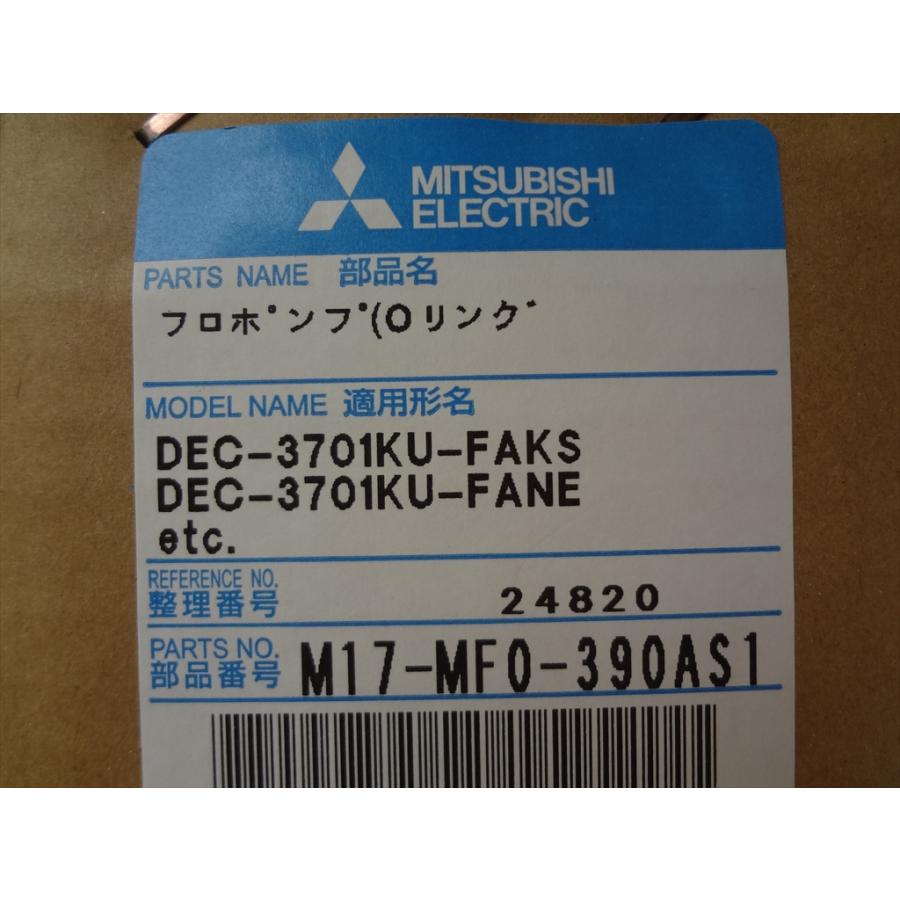 MITSUBISHI
ELECTRIC
PARTS NAME 部品名
フロホ゜ンフ゜(Oリング
MODEL NAME 適用形名
DEC-3701KU-FAKS
DEC-3701KU-FANE
etc.
REFERENCE NO.
整理番号 24820
PARTS NO.
部品番号 M17-MF0-390AS1